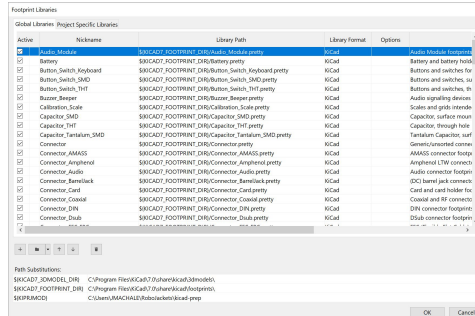 Footprint Libraries
Global Libraries Project Specific Libraries
Active Nickname Library Path Library Format Options
Audio_Module ${KICAD7_FOOTPRINT_DIR}/Audio_Module.pretty KiCad Audio Module footprints
Battery ${KICAD7_FOOTPRINT_DIR}/Battery.pretty KiCad Battery and battery holde
Button_Switch_Keyboard ${KICAD7_FOOTPRINT_DIR}/Button_Switch_Keyboard.pretty KiCad Buttons and switches for
Button_Switch_SMD ${KICAD7_FOOTPRINT_DIR}/Button_Switch_SMD.pretty KiCad Buttons and switches, su
Button_Switch_THT ${KICAD7_FOOTPRINT_DIR}/Button_Switch_THT.pretty KiCad Buttons and switches, th
Buzzer_Beeper ${KICAD7_FOOTPRINT_DIR}/Buzzer_Beeper.pretty KiCad Audio signalling devices
Calibration_Scale ${KICAD7_FOOTPRINT_DIR}/Calibration_Scale.pretty KiCad Scales and grids intende
Capacitor_SMD ${KICAD7_FOOTPRINT_DIR}/Capacitor_SMD.pretty KiCad Capacitor, surface moun
Capacitor_THT ${KICAD7_FOOTPRINT_DIR}/Capacitor_THT.pretty KiCad Capacitor, through hole
Capacitor_Tantalum_SMD ${KICAD7_FOOTPRINT_DIR}/Capacitor_Tantalum_SMD.pretty KiCad Tantalum Capacitor, surf
Connector ${KICAD7_FOOTPRINT_DIR}/Connector.pretty KiCad Generic/unsorted connec
Connector_AMASS ${KICAD7_FOOTPRINT_DIR}/Connector_AMASS.pretty KiCad AMASS connector footpr
Connector_Amphenol ${KICAD7_FOOTPRINT_DIR}/Connector_Amphenol.pretty KiCad Amphenol LTW connecto
Connector_Audio ${KICAD7_FOOTPRINT_DIR}/Connector_Audio.pretty KiCad Audio connector footprin
Connector_BarrelJack ${KICAD7_FOOTPRINT_DIR}/Connector_BarrelJack.pretty KiCad (DC) barrel jack connecto
Connector_Card ${KICAD7_FOOTPRINT_DIR}/Connector_Card.pretty KiCad Card and card holder foo
Connector_Coaxial ${KICAD7_FOOTPRINT_DIR}/Connector_Coaxial.pretty KiCad Coaxial and RF connecto
Connector_DIN ${KICAD7_FOOTPRINT_DIR}/Connector_DIN.pretty KiCad DIN connector footprints
Connector_Dsub ${KICAD7_FOOTPRINT_DIR}/Connector_Dsub.pretty KiCad DSub connector footprin
Path Substitutions:
${KICAD7_3DMODEL_DIR} C:\Program Files\KiCad\7.0\share\kicad\3dmodels\
${KICAD7_FOOTPRINT_DIR} C:\Program Files\KiCad\7.0\share\kicad\footprints\
${KIPRJMOD} C:\Users\JMACHALE\RoboJackets\kicad-prep
OK Cancel